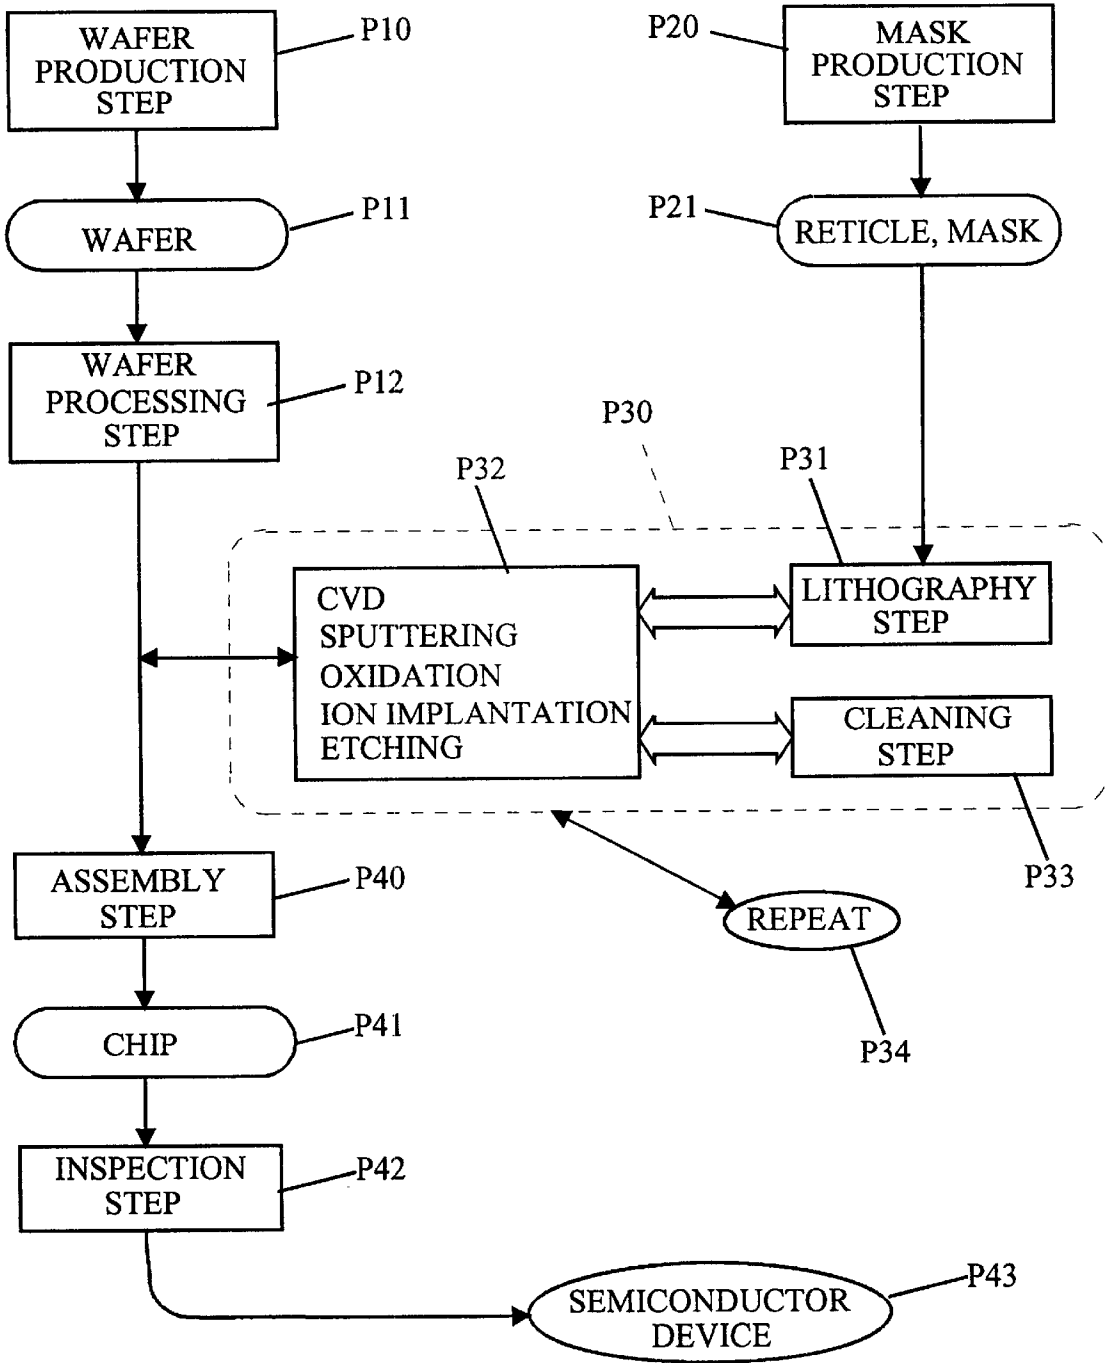 WAFER
PRODUCTION
STEP
P10
P20
MASK
PRODUCTION
STEP
WAFER
P11
P21
RETICLE, MASK
WAFER
PROCESSING
STEP
P12
P30
P32
P31
CVD
SPUTTERING
OXIDATION
ION IMPLANTATION
ETCHING
LITHOGRAPHY
STEP
CLEANING
STEP
P33
ASSEMBLY
STEP
P40
REPEAT
P34
CHIP
P41
INSPECTION
STEP
P42
SEMICONDUCTOR
DEVICE
P43